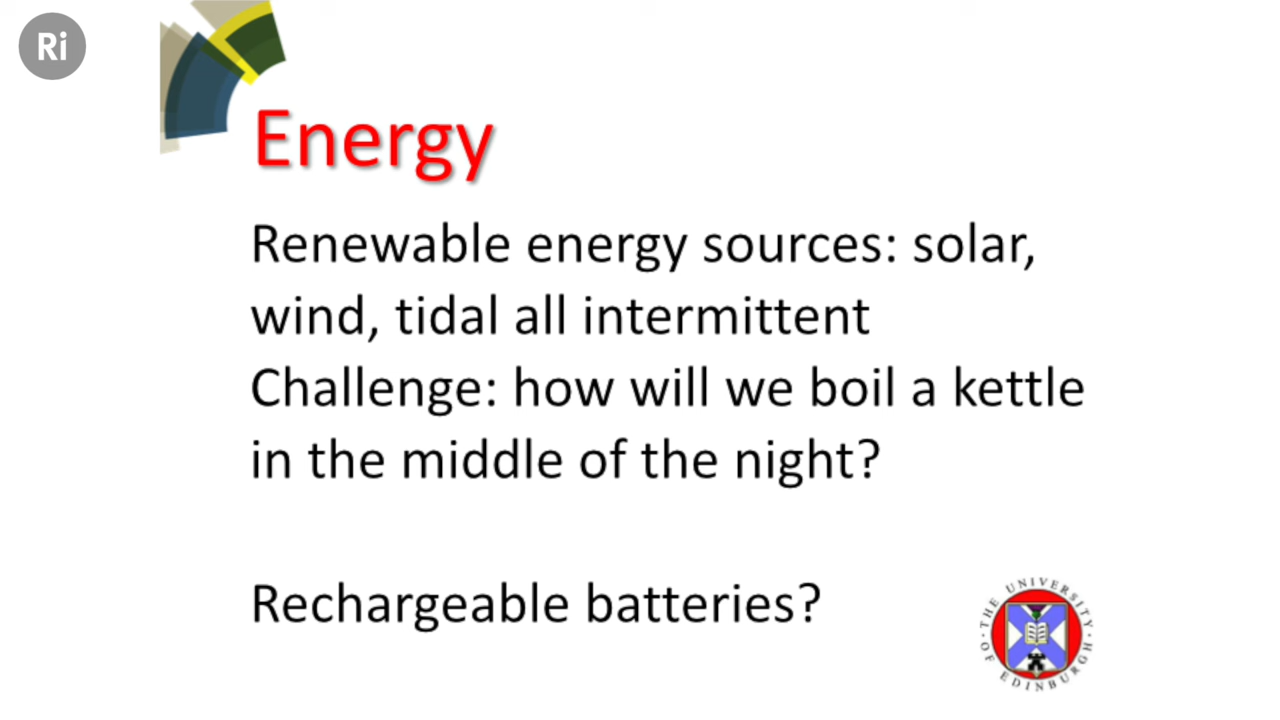 Ri
Energy
Renewable energy sources: solar,
wind, tidal all intermittent
Challenge: how will we boil a kettle
in the middle of the night?
Rechargeable batteries?
THE UNIVERSITY OF EDINBURGH